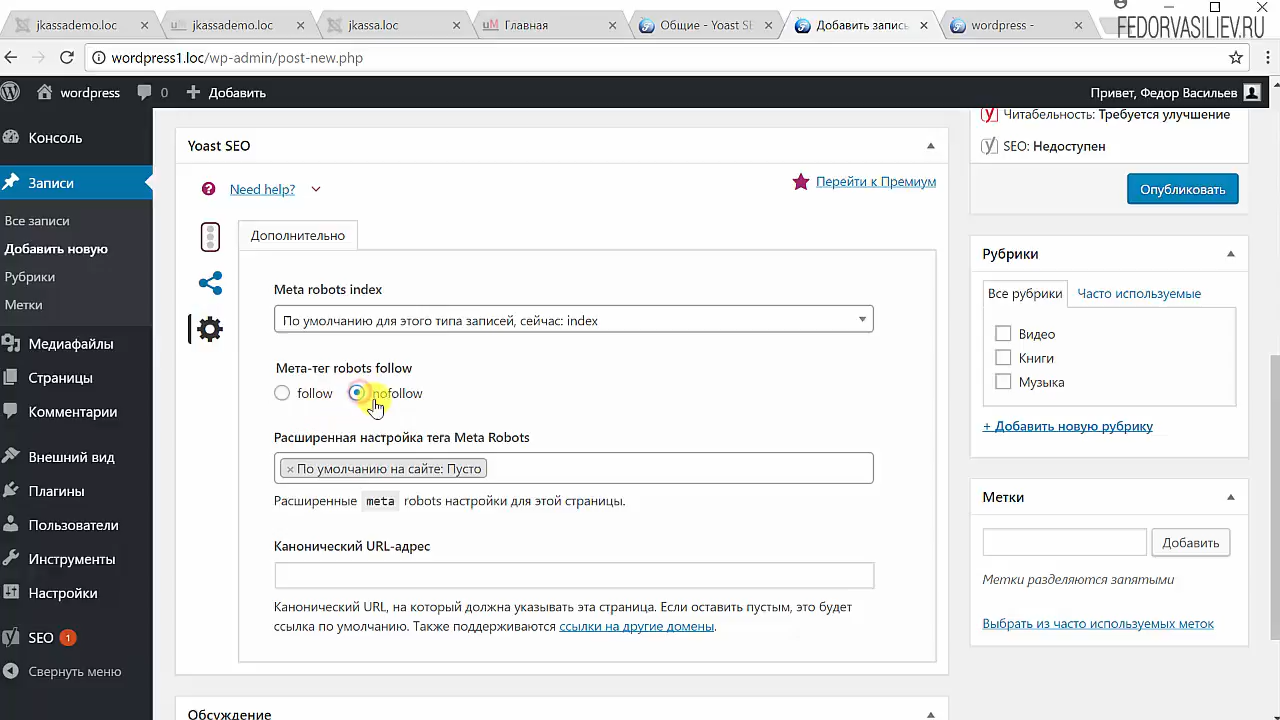 jkassademo.loc
jkassademo.loc
jkassa.loc
Главная
Общие - Yoast SE
Добавить запись
wordpress -
FEDORVASILIEV.RU
wordpress1.loc/wp-admin/post-new.php
wordpress
0
Добавить
Привет, Федор Васильев
Консоль
Записи
Все записи
Добавить новую
Рубрики
Метки
Медиафайлы
Страницы
Комментарии
Внешний вид
Плагины
Пользователи
Инструменты
Настройки
SEO 1
Свернуть меню
Yoast SEO
Need help?
Перейти к Премиум
Дополнительно
Meta robots index
По умолчанию для этого типа записей, сейчас: index
Мета-тег robots follow
follow nofollow
Расширенная настройка тега Meta Robots
× По умолчанию на сайте: Пусто
Расширенные meta robots настройки для этой страницы.
Канонический URL-адрес
Канонический URL, на который должна указывать эта страница. Если оставить пустым, это будет
ссылка по умолчанию. Также поддерживаются ссылки на другие домены.
Обсуждение
Читабельность: Требуется улучшение
SEO: Недоступен
Опубликовать
Рубрики
Все рубрики Часто используемые
Видео
Книги
Музыка
+ Добавить новую рубрику
Метки
Добавить
Метки разделяются запятыми
Выбрать из часто используемых меток